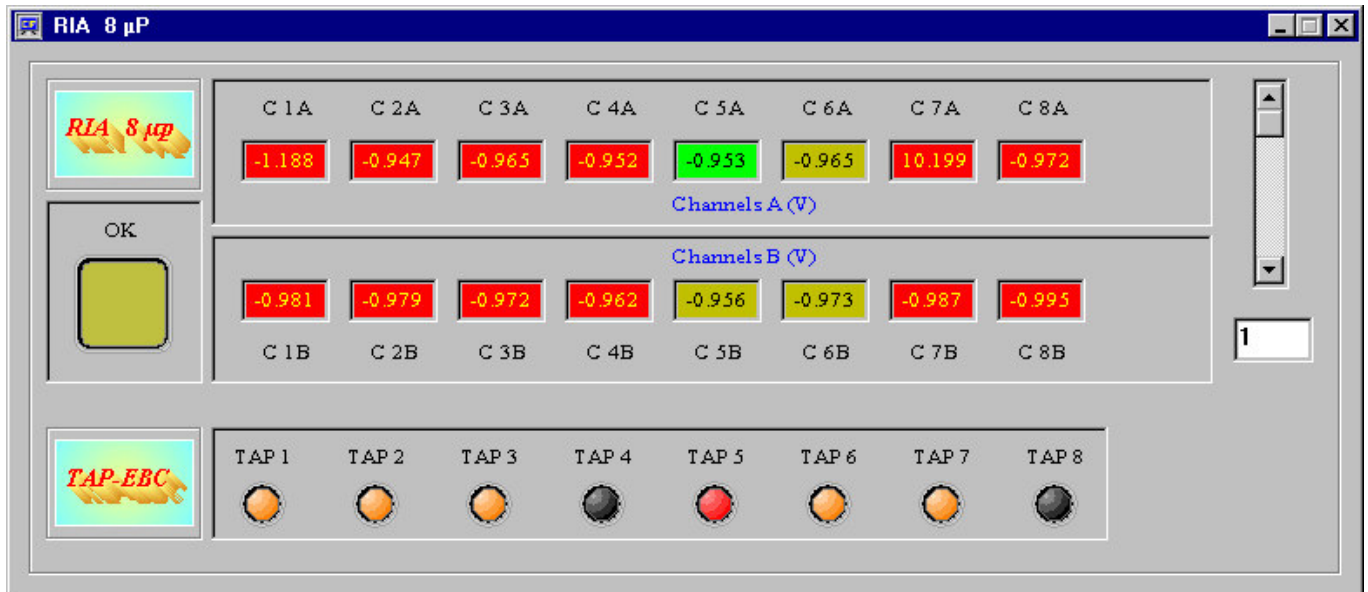 RIA 8 µP
RIA 8 µp
C 1A C 2A C 3A C 4A C 5A C 6A C 7A C 8A
-1.188 -0.947 -0.965 -0.952 -0.953 -0.965 10.199 -0.972
Channels A (V)
OK
Channels B (V)
-0.981 -0.979 -0.972 -0.962 -0.956 -0.973 -0.987 -0.995
1
C 1B C 2B C 3B C 4B C 5B C 6B C 7B C 8B
TAP-EBC
TAP 1 TAP 2 TAP 3 TAP 4 TAP 5 TAP 6 TAP 7 TAP 8